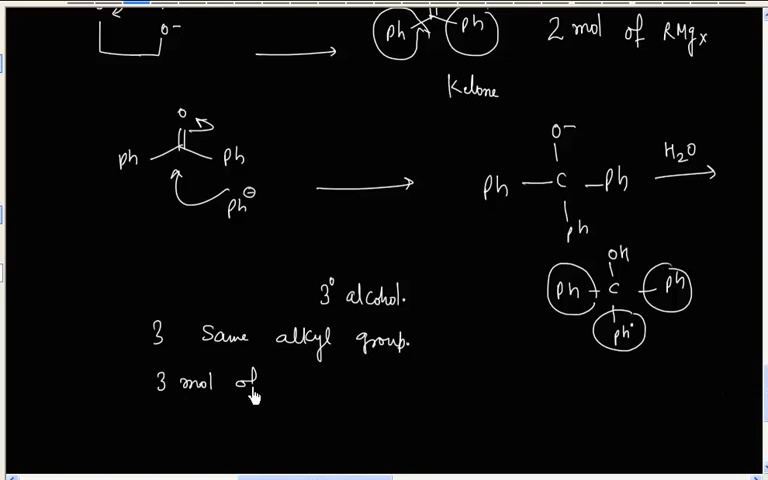 O⁻
Ph Ph 2 mol of RMgx
Ketone
O
Ph Ph
Ph⊖
O⁻
Ph — C — Ph
Ph
H₂O
OH
Ph — C — Ph
Ph
3° alcohol.
3 Same alkyl group.
3 mol of